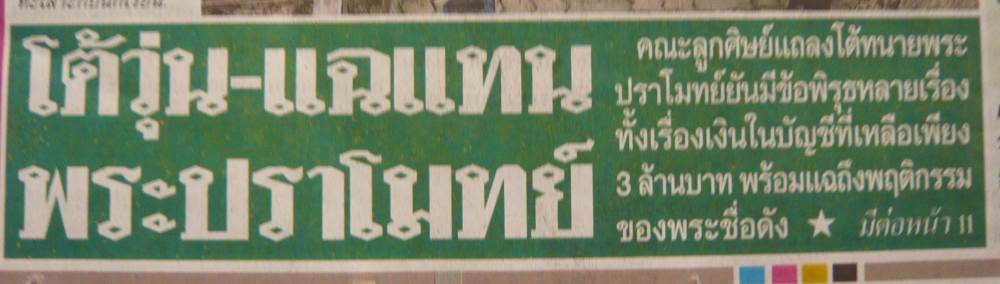 โต้วุ่น-แฉแทน
พระปราโมทย์
คณะลูกศิษย์แถลงโต้ทนายพระ
ปราโมทย์ยันมีข้อพิรุธหลายเรื่อง
ทั้งเรื่องเงินในบัญชีที่เหลือเพียง
3 ล้านบาท พร้อมแฉถึงพฤติกรรม
ของพระชื่อดัง ★ มีต่อหน้า 11